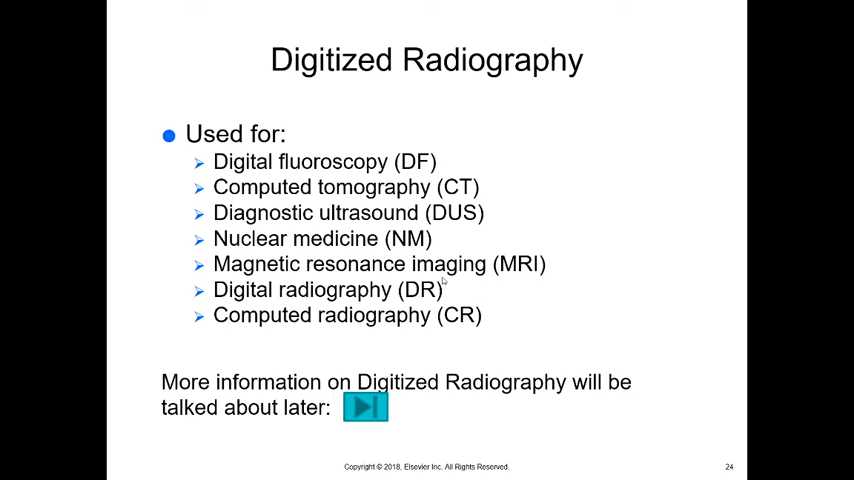 Digitized Radiography
Used for:
Digital fluoroscopy (DF)
Computed tomography (CT)
Diagnostic ultrasound (DUS)
Nuclear medicine (NM)
Magnetic resonance imaging (MRI)
Digital radiography (DR)
Computed radiography (CR)
More information on Digitized Radiography will be
talked about later:
Copyright © 2018, Elsevier Inc. All Rights Reserved.
24